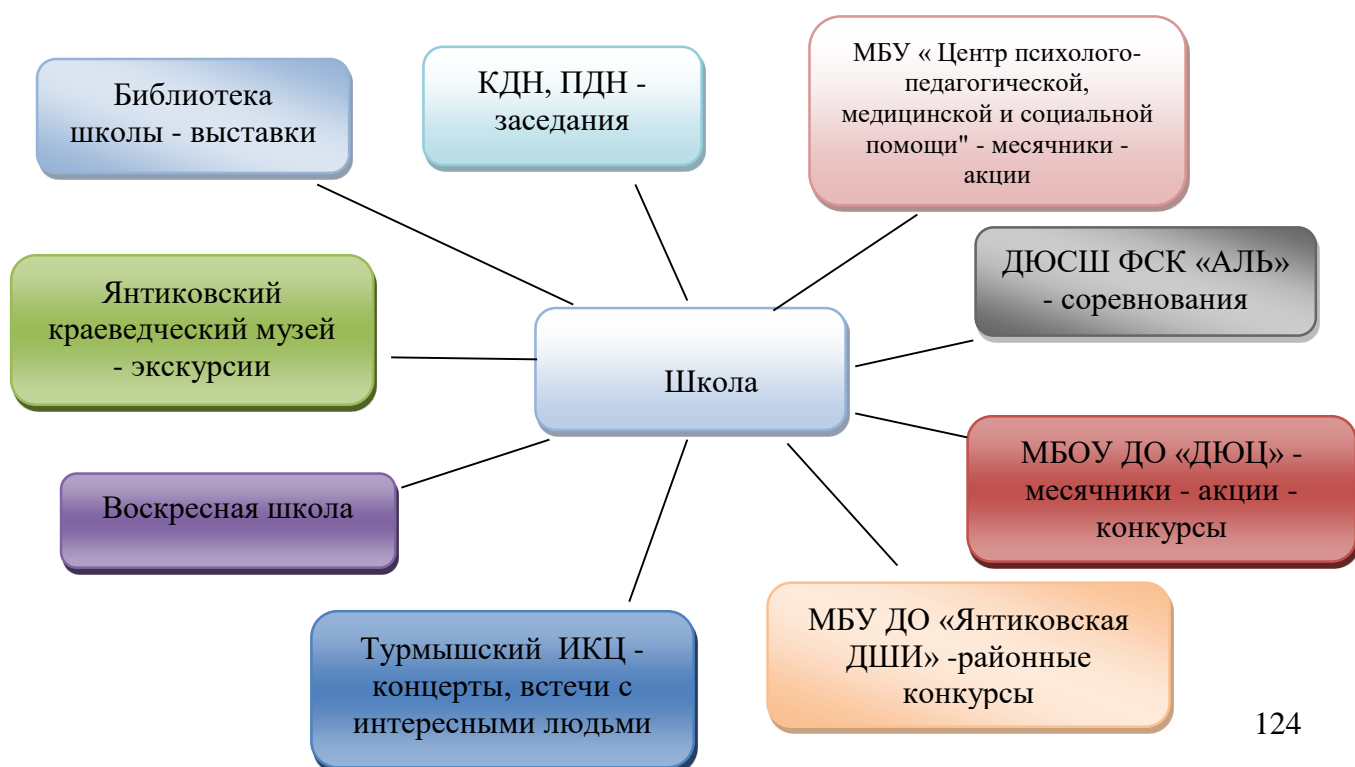 Библиотека
школы - выставки
КДН, ПДН -
заседания
МБУ « Центр психолого-
педагогической,
медицинской и социальной
помощи" - месячники -
акции
Янтиковский
краеведческий музей
- экскурсии
ДЮСШ ФСК «АЛЬ»
- соревнования
Школа
Воскресная школа
МБОУ ДО «ДЮЦ» -
месячники - акции -
конкурсы
Турмышский  ИКЦ -
концерты, встечи с
интересными людьми
МБУ ДО «Янтиковская
ДШИ» -районные
конкурсы
124